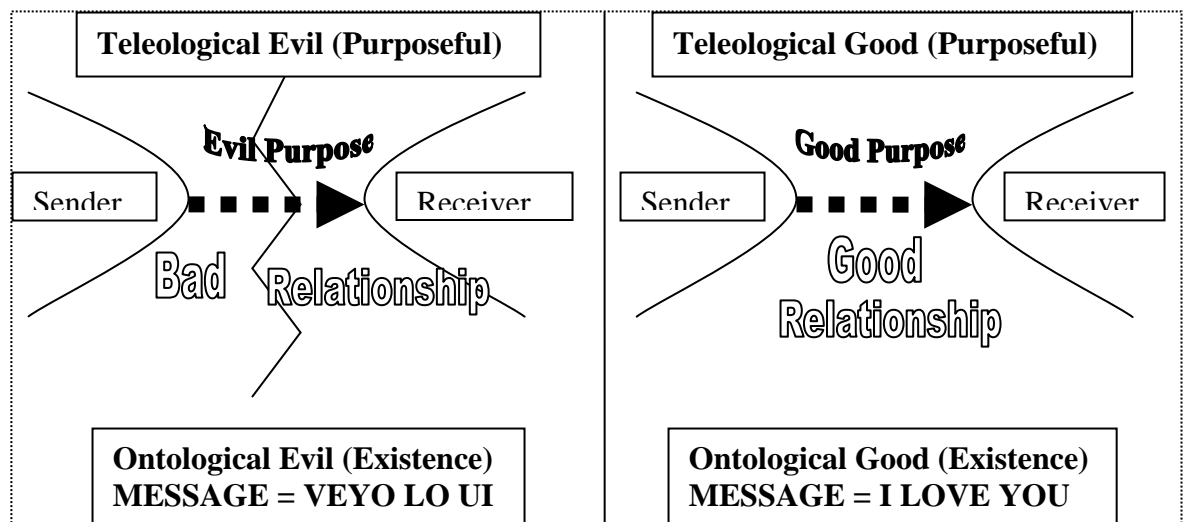 Teleological Evil (Purposeful)
Evil Purpose
Sender
Receiver
Bad Relationship
Ontological Evil (Existence)
MESSAGE = VEYO LO UI
Teleological Good (Purposeful)
Good Purpose
Sender
Receiver
Good
Relationship
Ontological Good (Existence)
MESSAGE = I LOVE YOU